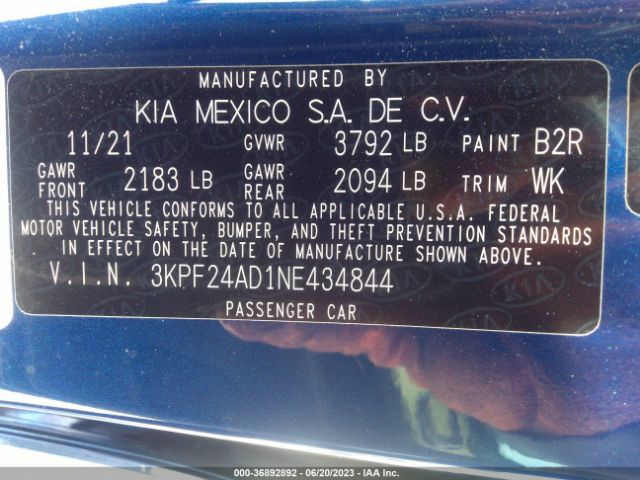 MANUFACTURED BY
KIA MEXICO S.A. DE C.V.
11/21 GVWR 3792 LB PAINT B2R
GAWR FRONT 2183 LB GAWR REAR 2094 LB TRIM WK
THIS VEHICLE CONFORMS TO ALL APPLICABLE U.S.A. FEDERAL
MOTOR VEHICLE SAFETY, BUMPER, AND THEFT PREVENTION STANDARDS
IN EFFECT ON THE DATE OF MANUFACTURE SHOWN ABOVE.
V.I.N. 3KPF24AD1NE434844
PASSENGER CAR
000-36892892 - 06/20/2023 - IAA Inc.